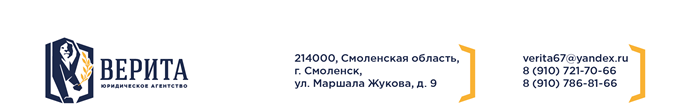 ВЕРИТА
ЮРИДИЧЕСКОЕ АГЕНТСТВО
214000, Смоленская область,
г. Смоленск,
ул. Маршала Жукова, д. 9
verita67@yandex.ru
8 (910) 721-70-66
8 (910) 786-81-66